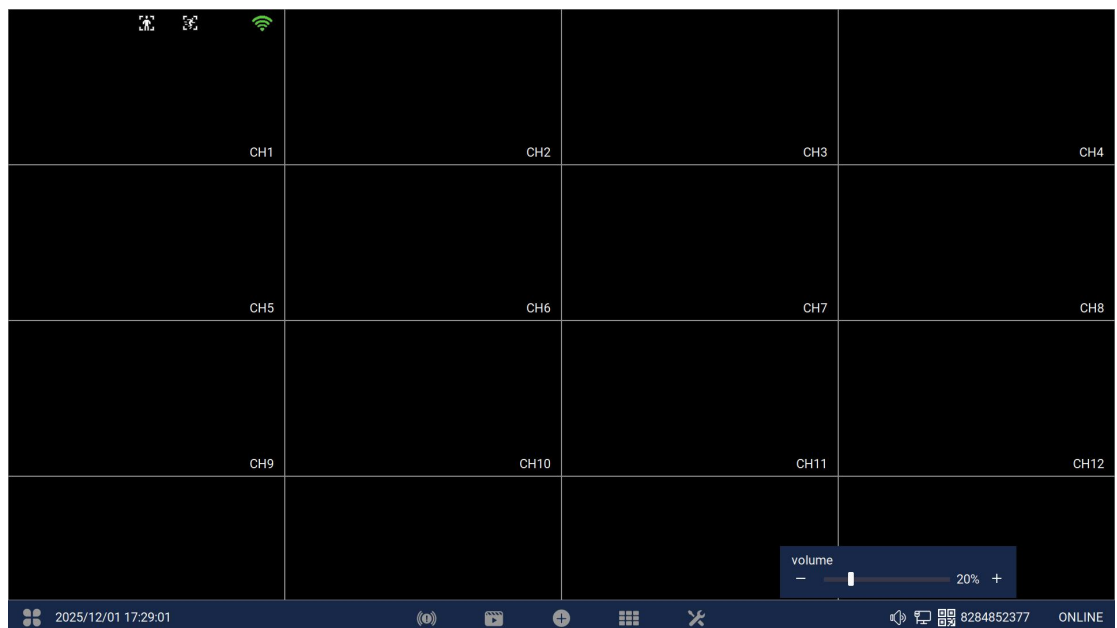 CH1
CH2
CH3
CH4
CH5
CH6
CH7
CH8
CH9
CH10
CH11
CH12
volume
− 20% +
2025/12/01 17:29:01
8284852377 ONLINE